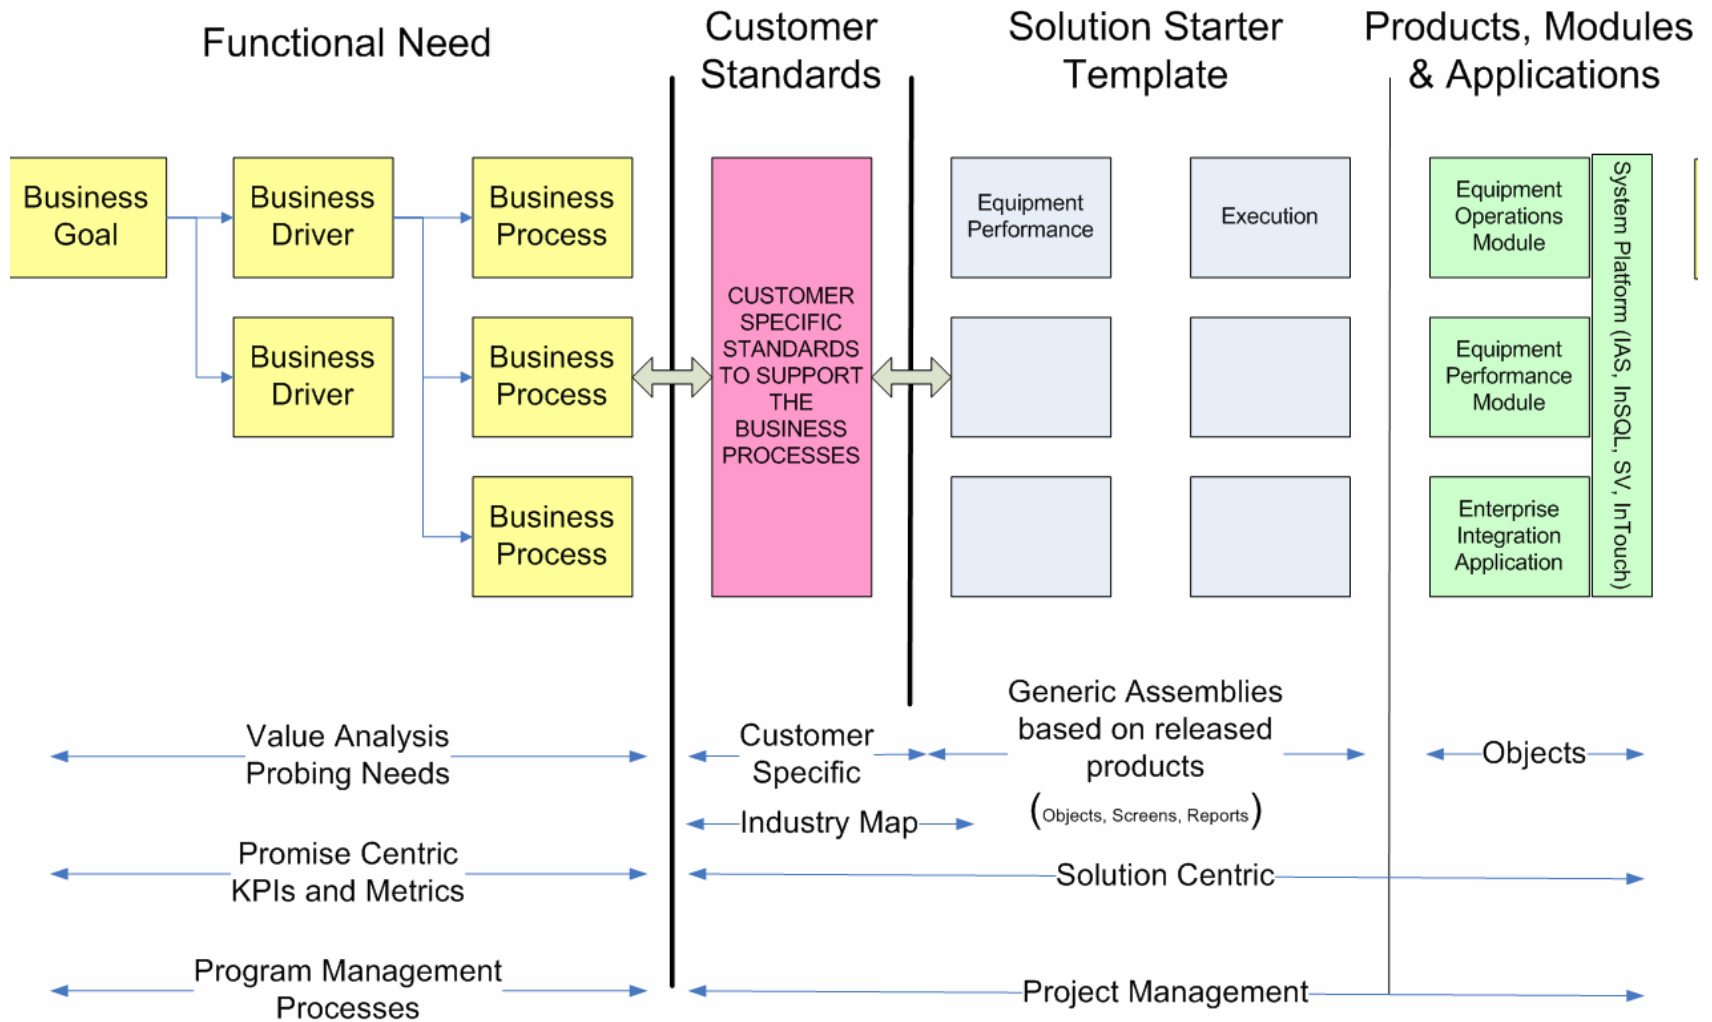 Functional Need
Customer
Standards
Solution Starter
Template
Products, Modules
& Applications
Business
Goal
Business
Driver
Business
Process
Business
Driver
Business
Process
Business
Process
CUSTOMER
SPECIFIC
STANDARDS
TO SUPPORT
THE
BUSINESS
PROCESSES
Equipment
Performance
Execution
Equipment
Operations
Module
Equipment
Performance
Module
Enterprise
Integration
Application
System Platform (IAS, InSQL, SV, InTouch)
Value Analysis
Probing Needs
Customer
Specific
Generic Assemblies
based on released
products
(Objects, Screens, Reports)
Objects
Industry Map
Promise Centric
KPIs and Metrics
Solution Centric
Program Management
Processes
Project Management